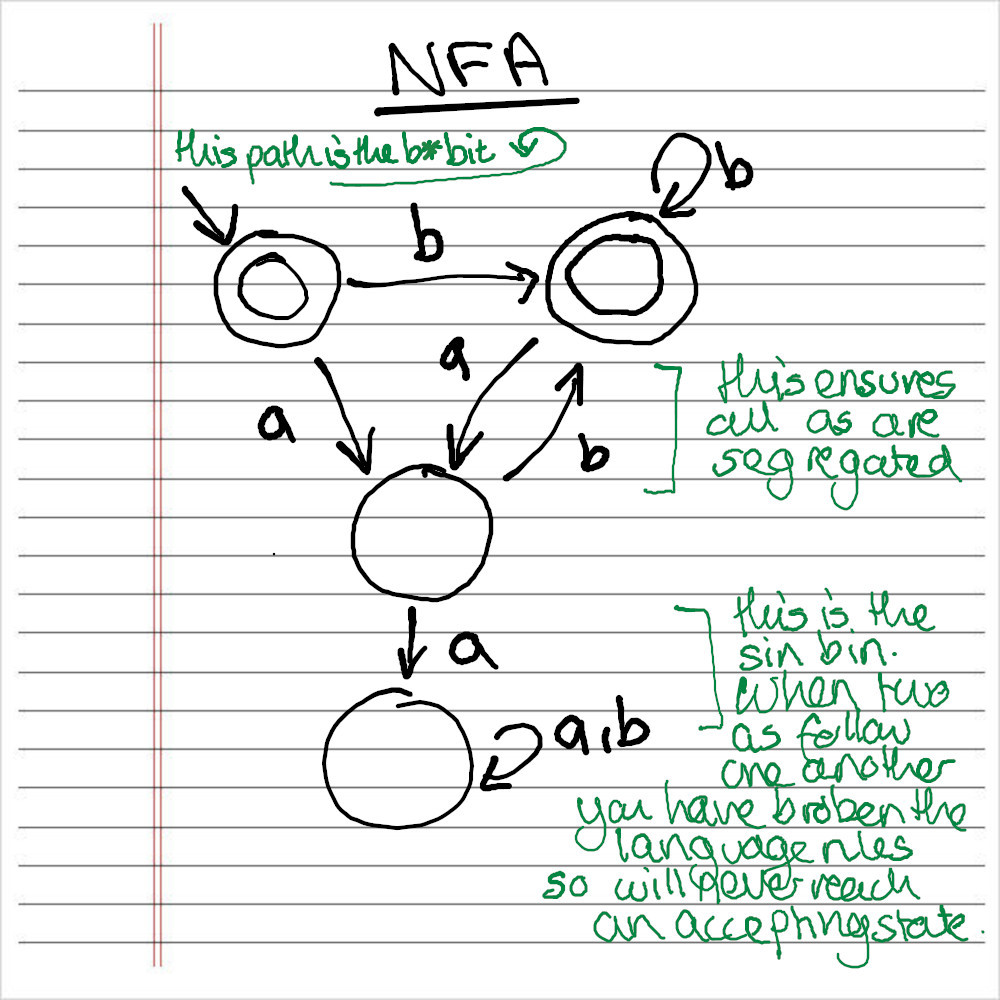 NFA
this path is the b* bit
b
b
a
a
b
this ensures
all as are
segregated
a
this is the
sin bin.
when two
as follow
one another
a,b
you have broken the
language rules
so will never reach
an accepting state.